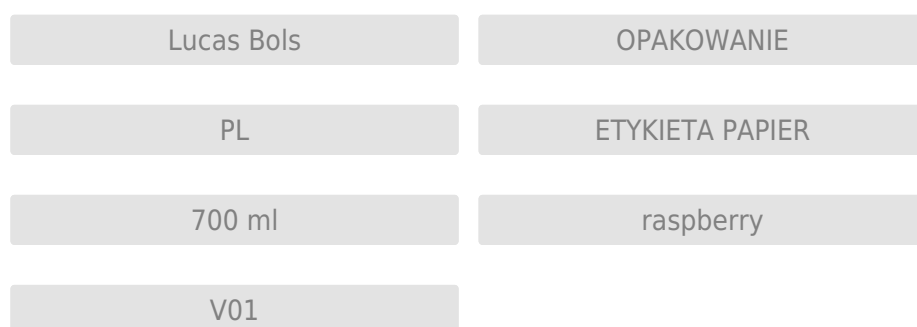 Lucas Bols
OPAKOWANIE
PL
ETYKIETA PAPIER
700 ml
raspberry
V01